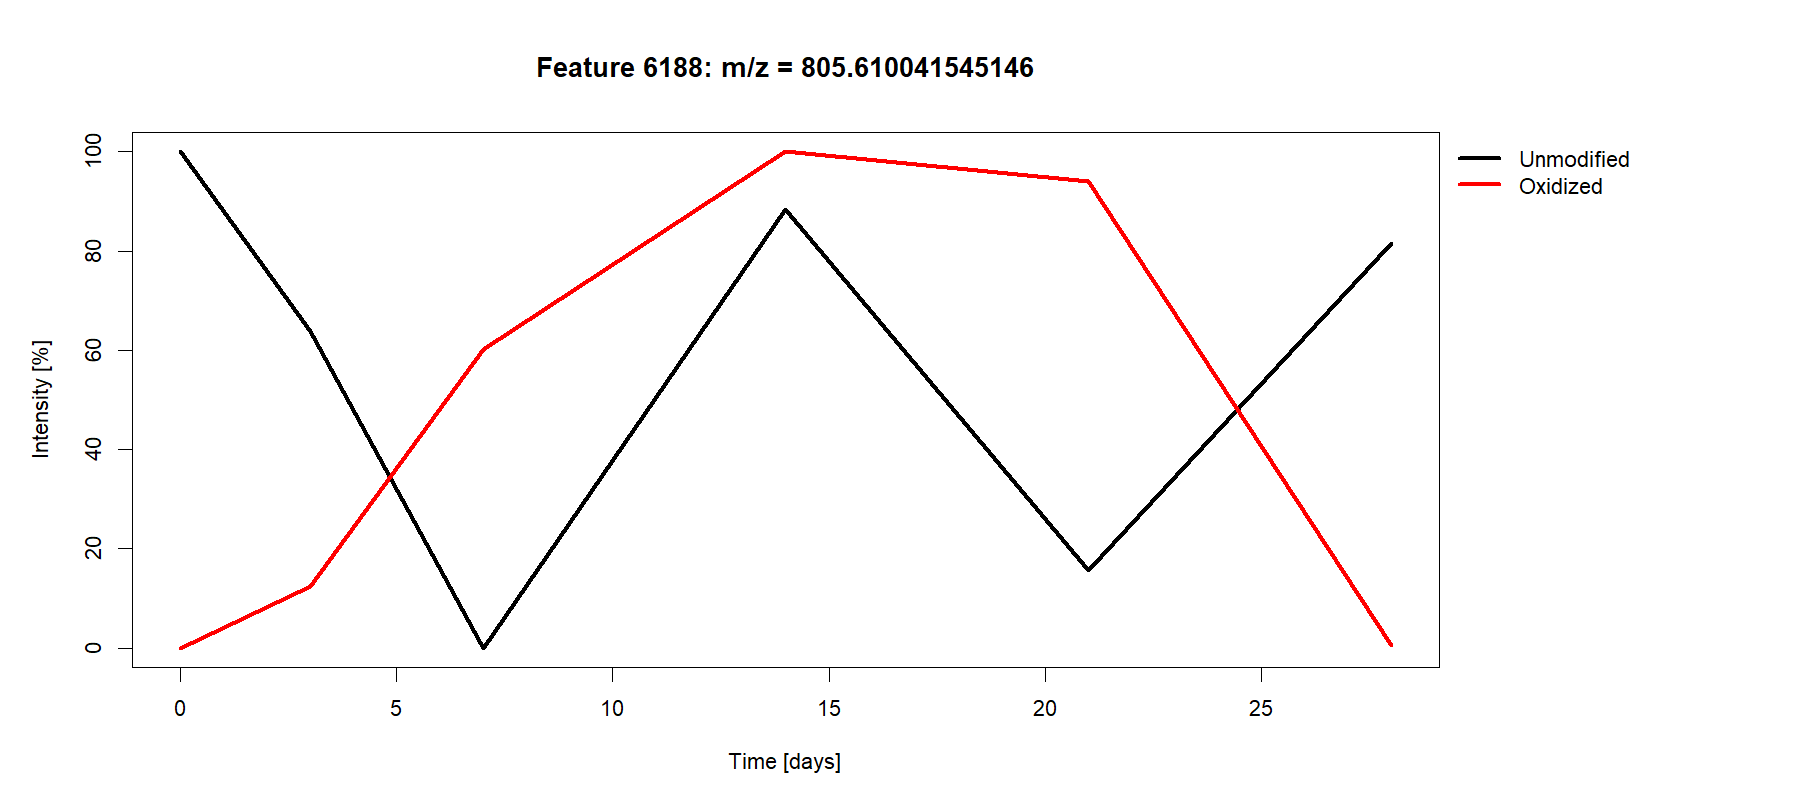 Feature 6188: m/z = 805.610041545146
Unmodified
Oxidized
Intensity [%]
100
80
60
40
20
0
0 5 10 15 20 25
Time [days]